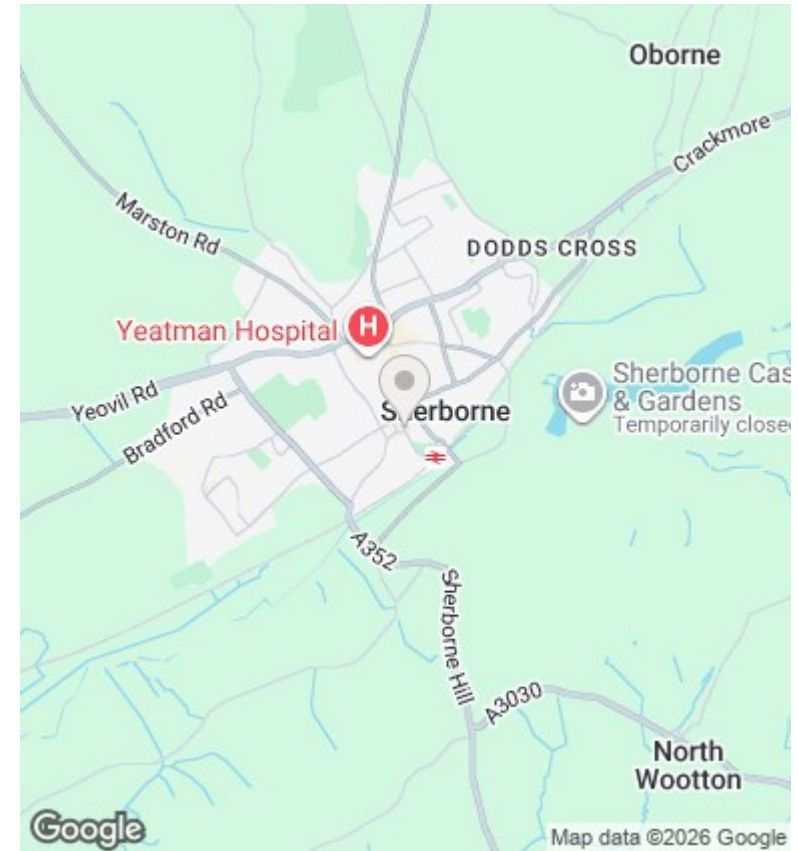 Oborne
Crackmore
Marston Rd
DODDS CROSS
Yeatman Hospital
H
Sherborne Cas
& Gardens
Temporarily close
Yeovil Rd
Sherborne
Bradford Rd
A352
Sherborne Hill
A3030
North
Wootton
Google
Map data ©2026 Google